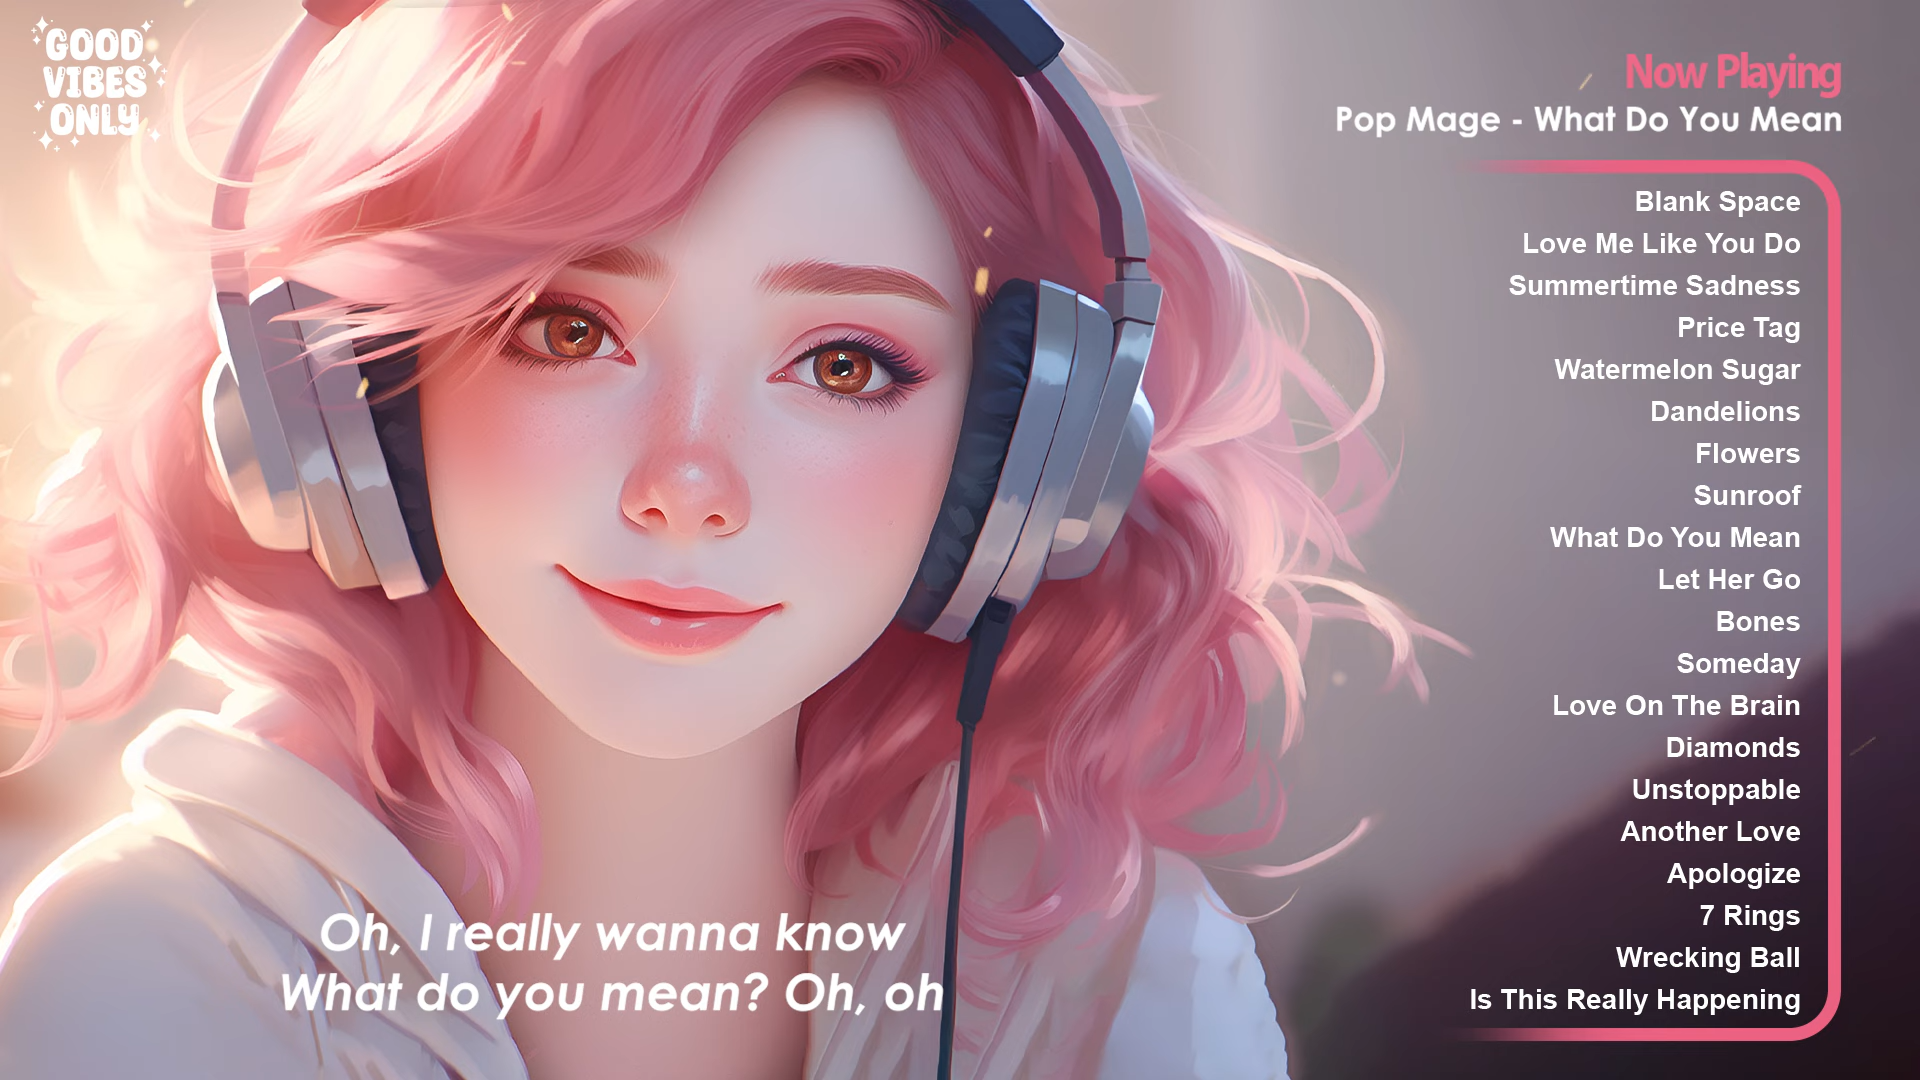 GOOD
VIBES
ONLY
Now Playing
Pop Mage - What Do You Mean
Blank Space
Love Me Like You Do
Summertime Sadness
Price Tag
Watermelon Sugar
Dandelions
Flowers
Sunroof
What Do You Mean
Let Her Go
Bones
Someday
Love On The Brain
Diamonds
Unstoppable
Another Love
Apologize
7 Rings
Wrecking Ball
Is This Really Happening
Oh, I really wanna know
What do you mean? Oh, oh